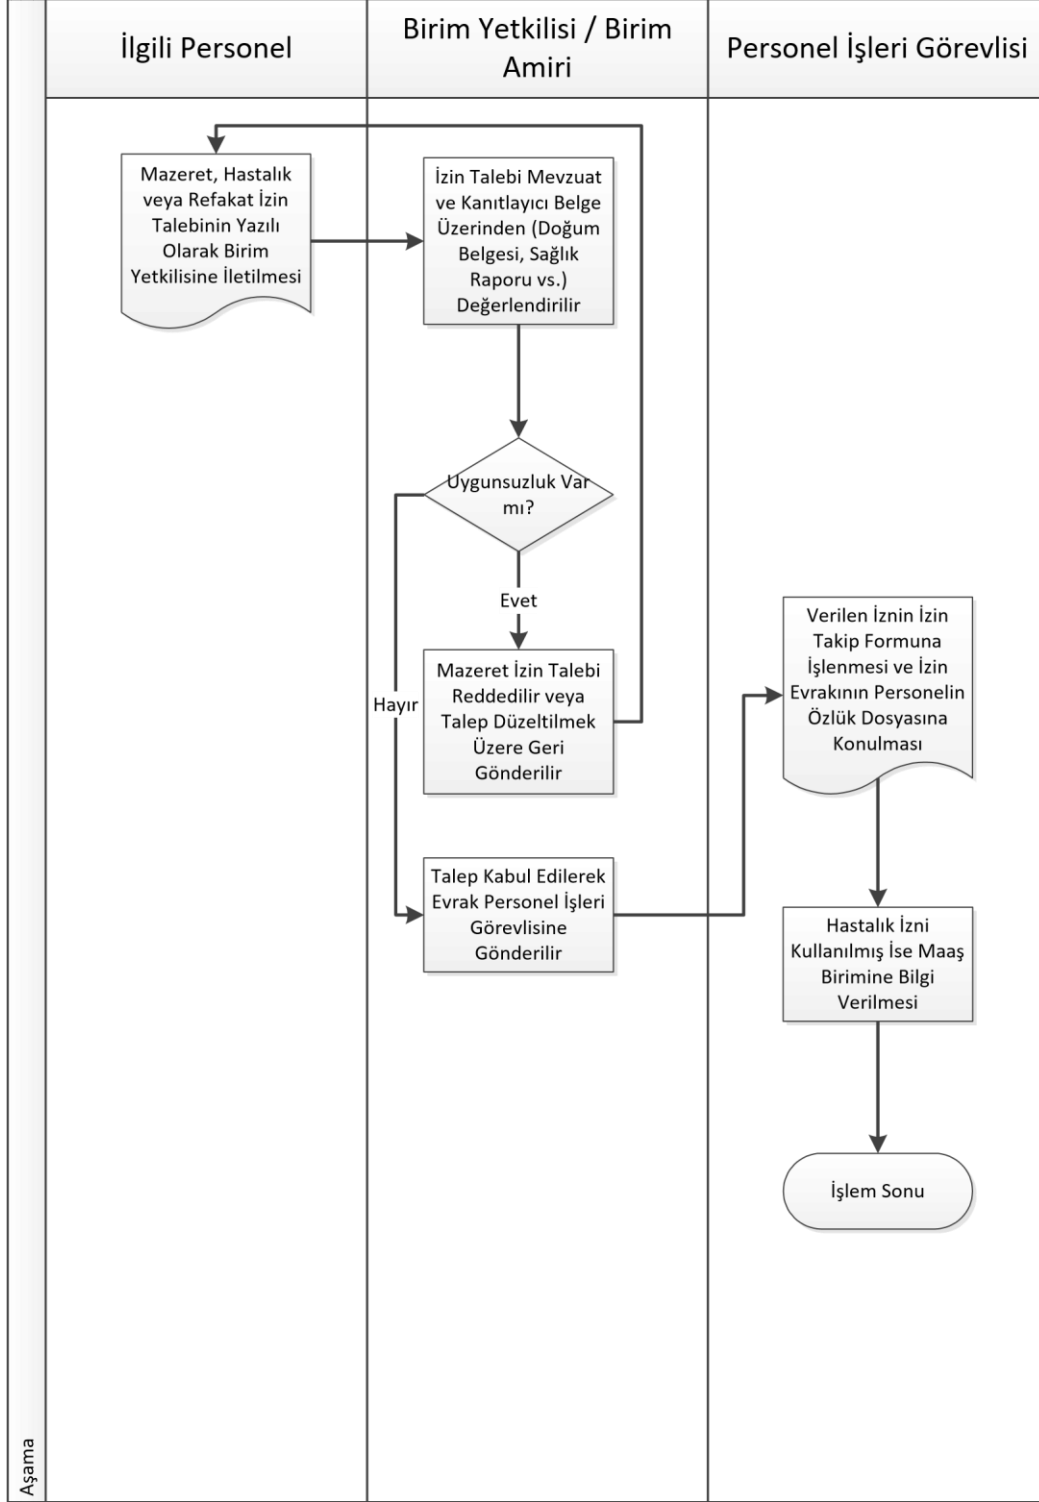 İlgili Personel
Birim Yetkilisi / Birim
Amiri
Personel İşleri Görevlisi
Mazeret, Hastalık
veya Refakat İzin
Talebinin Yazılı
Olarak Birim
Yetkilisine İletilmesi
İzin Talebi Mevzuat
ve Kanıtlayıcı Belge
Üzerinden (Doğum
Belgesi, Sağlık
Raporu vs.)
Değerlendirilir
Uygunsuzluk Var
mı?
Evet
Mazeret İzin Talebi
Reddedilir veya
Talep Düzeltilmek
Üzere Geri
Gönderilir
Hayır
Talep Kabul Edilerek
Evrak Personel İşleri
Görevlisine
Gönderilir
Verilen İznin İzin
Takip Formuna
İşlenmesi ve İzin
Evrakının Personelin
Özlük Dosyasına
Konulması
Hastalık İzni
Kullanılmış İse Maaş
Birimine Bilgi
Verilmesi
İşlem Sonu
Aşama